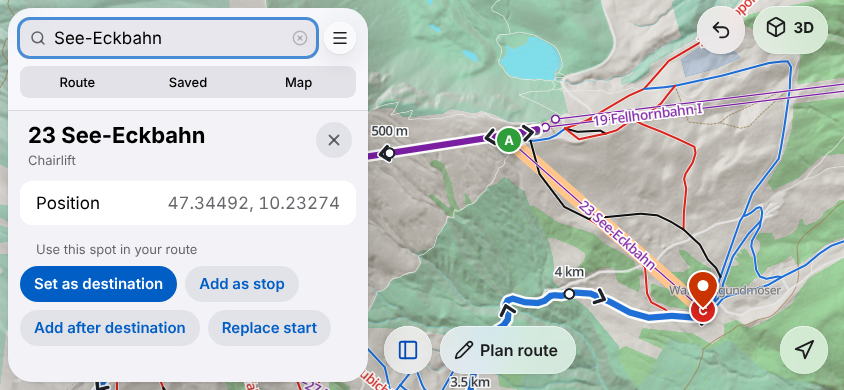 See-Eckbahn
Route
Saved
Map
23 See-Eckbahn
Chairlift
Position
47.34492, 10.23274
Use this spot in your route
Set as destination
Add as stop
Add after destination
Replace start
3D
500 m
A
19 Fellhornbahn I
23 See-Eckbahn
4 km
C
Plan route
3.5 km